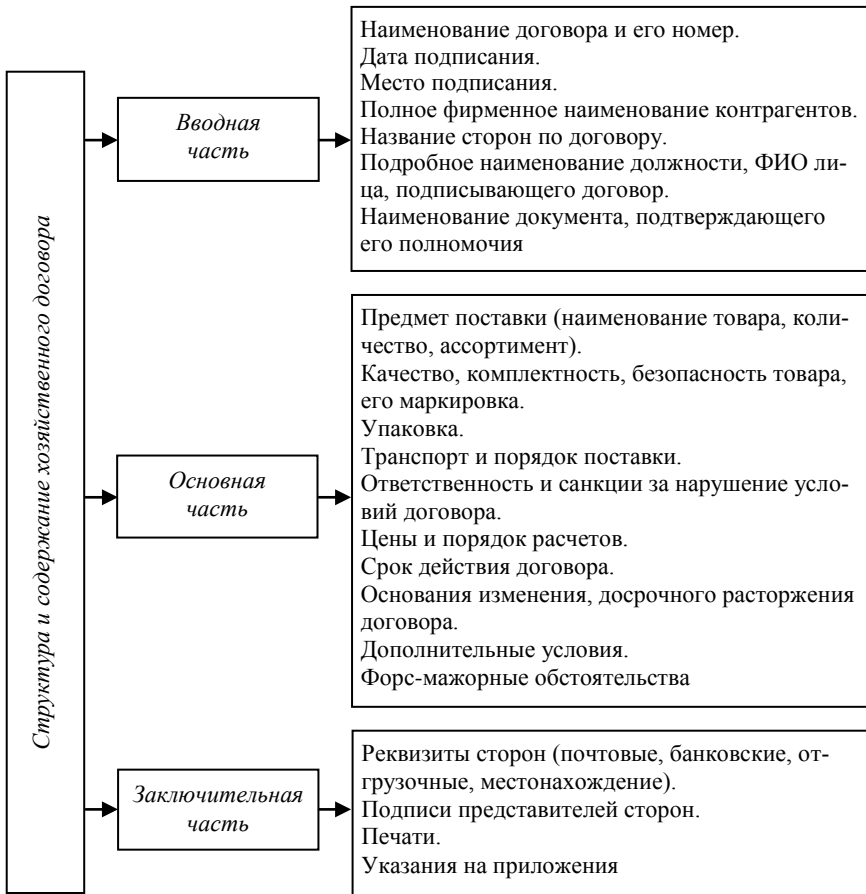 Структура и содержание хозяйственного договора
Вводная
часть
Наименование договора и его номер.
Дата подписания.
Место подписания.
Полное фирменное наименование контрагентов.
Название сторон по договору.
Подробное наименование должности, ФИО ли-
ца, подписывающего договор.
Наименование документа, подтверждающего
его полномочия
Основная
часть
Предмет поставки (наименование товара, коли-
чество, ассортимент).
Качество, комплектность, безопасность товара,
его маркировка.
Упаковка.
Транспорт и порядок поставки.
Ответственность и санкции за нарушение усло-
вий договора.
Цены и порядок расчетов.
Срок действия договора.
Основания изменения, досрочного расторжения
договора.
Дополнительные условия.
Форс-мажорные обстоятельства
Заключительная
часть
Реквизиты сторон (почтовые, банковские, от-
грузочные, местонахождение).
Подписи представителей сторон.
Печати.
Указания на приложения